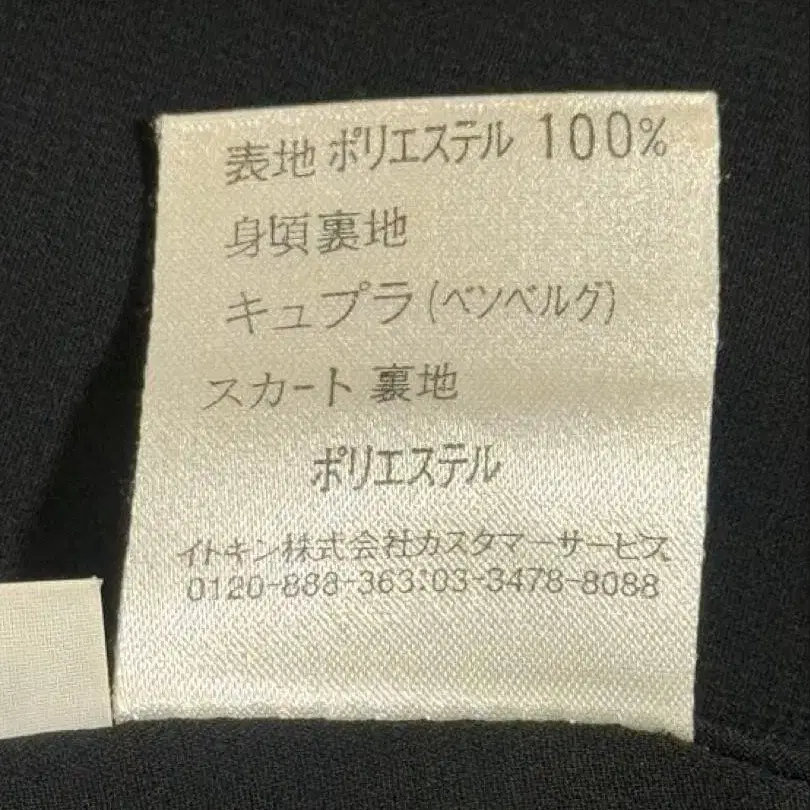 表地 ポリエステル 100%
身頃裏地
キュプラ(ベンベルグ)
スカート 裏地
ポリエステル
イトキン株式会社カスタマーサービス
0120-888-363:03-3478-8088